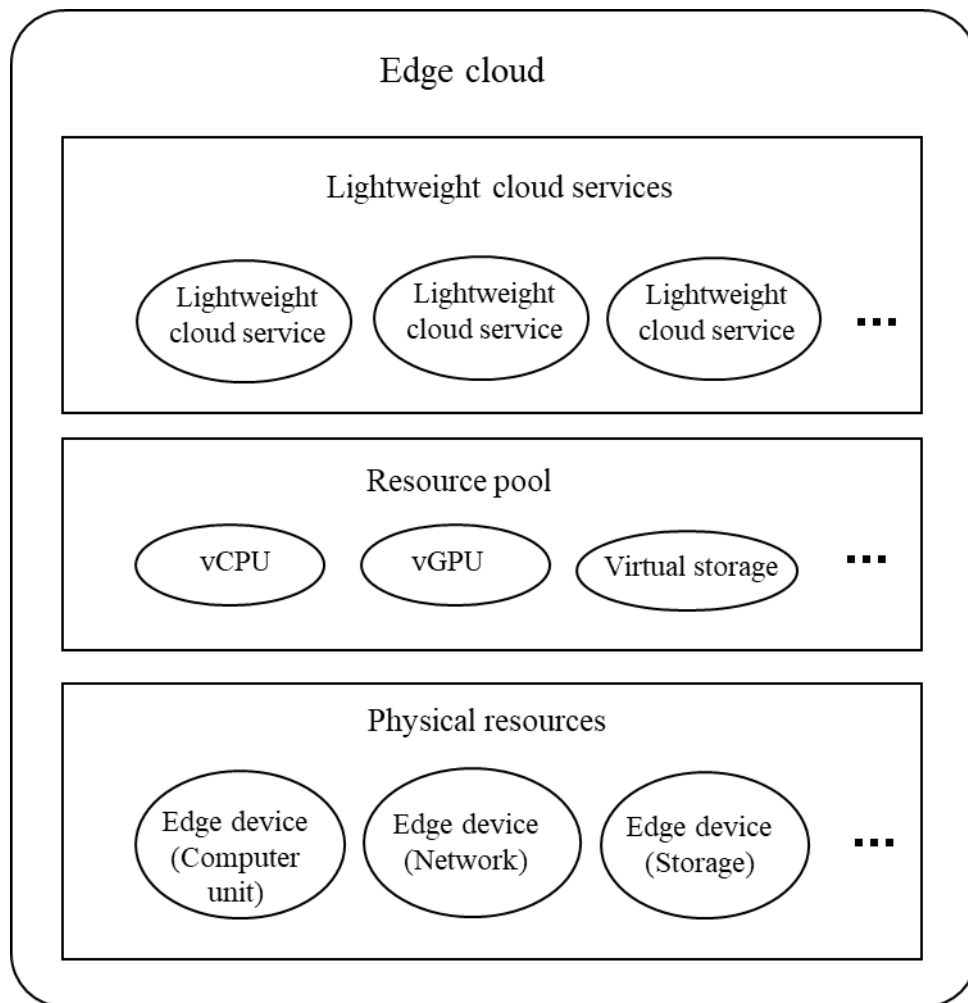 Edge cloud
Lightweight cloud services
Lightweight
cloud service
Lightweight
cloud service
Lightweight
cloud service
...
Resource pool
vCPU
vGPU
Virtual storage
...
Physical resources
Edge device
(Computer
unit)
Edge device
(Network)
Edge device
(Storage)
...